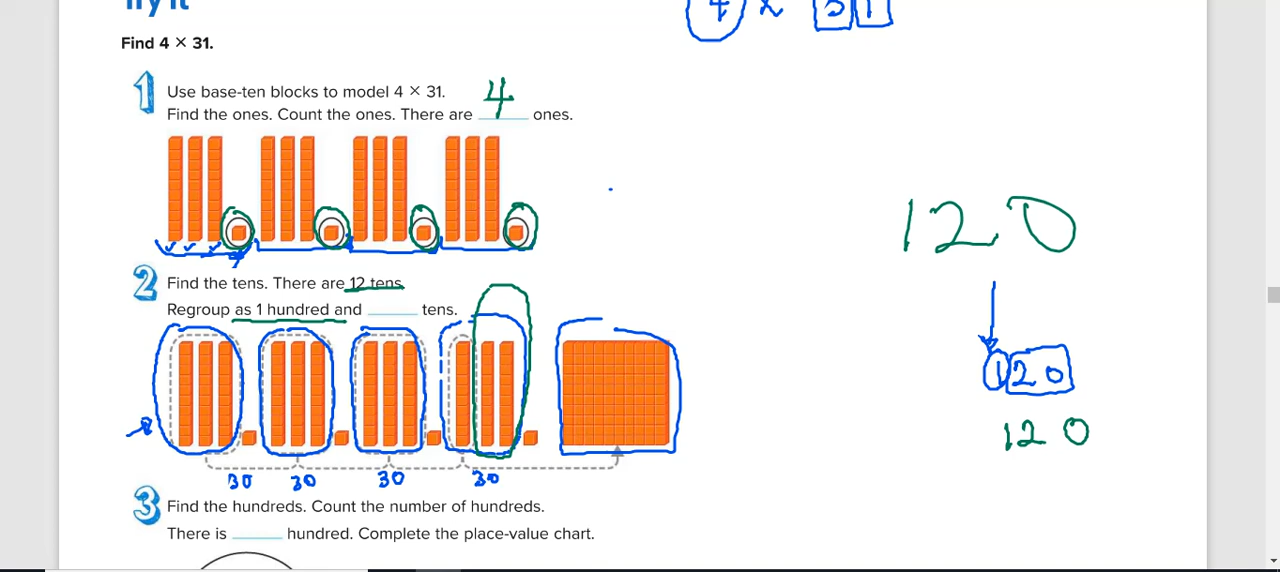 Try it
4 × 31
Find 4 × 31.
1 Use base-ten blocks to model 4 × 31.
Find the ones. Count the ones. There are 4 ones.
120
2 Find the tens. There are 12 tens.
Regroup as 1 hundred and ______ tens.
120
120
30 30 30 30
3 Find the hundreds. Count the number of hundreds.
There is ______ hundred. Complete the place-value chart.